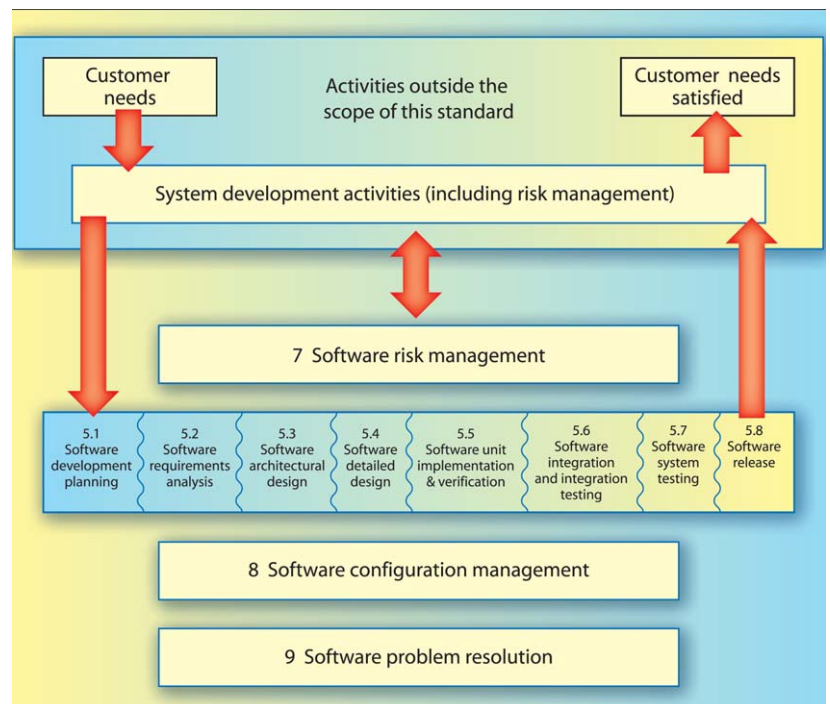 Customer
needs
Activities outside the
scope of this standard
Customer needs
satisfied
System development activities (including risk management)
7 Software risk management
5.1
Software
development
planning
5.2
Software
requirements
analysis
5.3
Software
architectural
design
5.4
Software
detailed
design
5.5
Software unit
implementation
& verification
5.6
Software
integration
and integration
testing
5.7
Software
system
testing
5.8
Software
release
8 Software configuration management
9 Software problem resolution